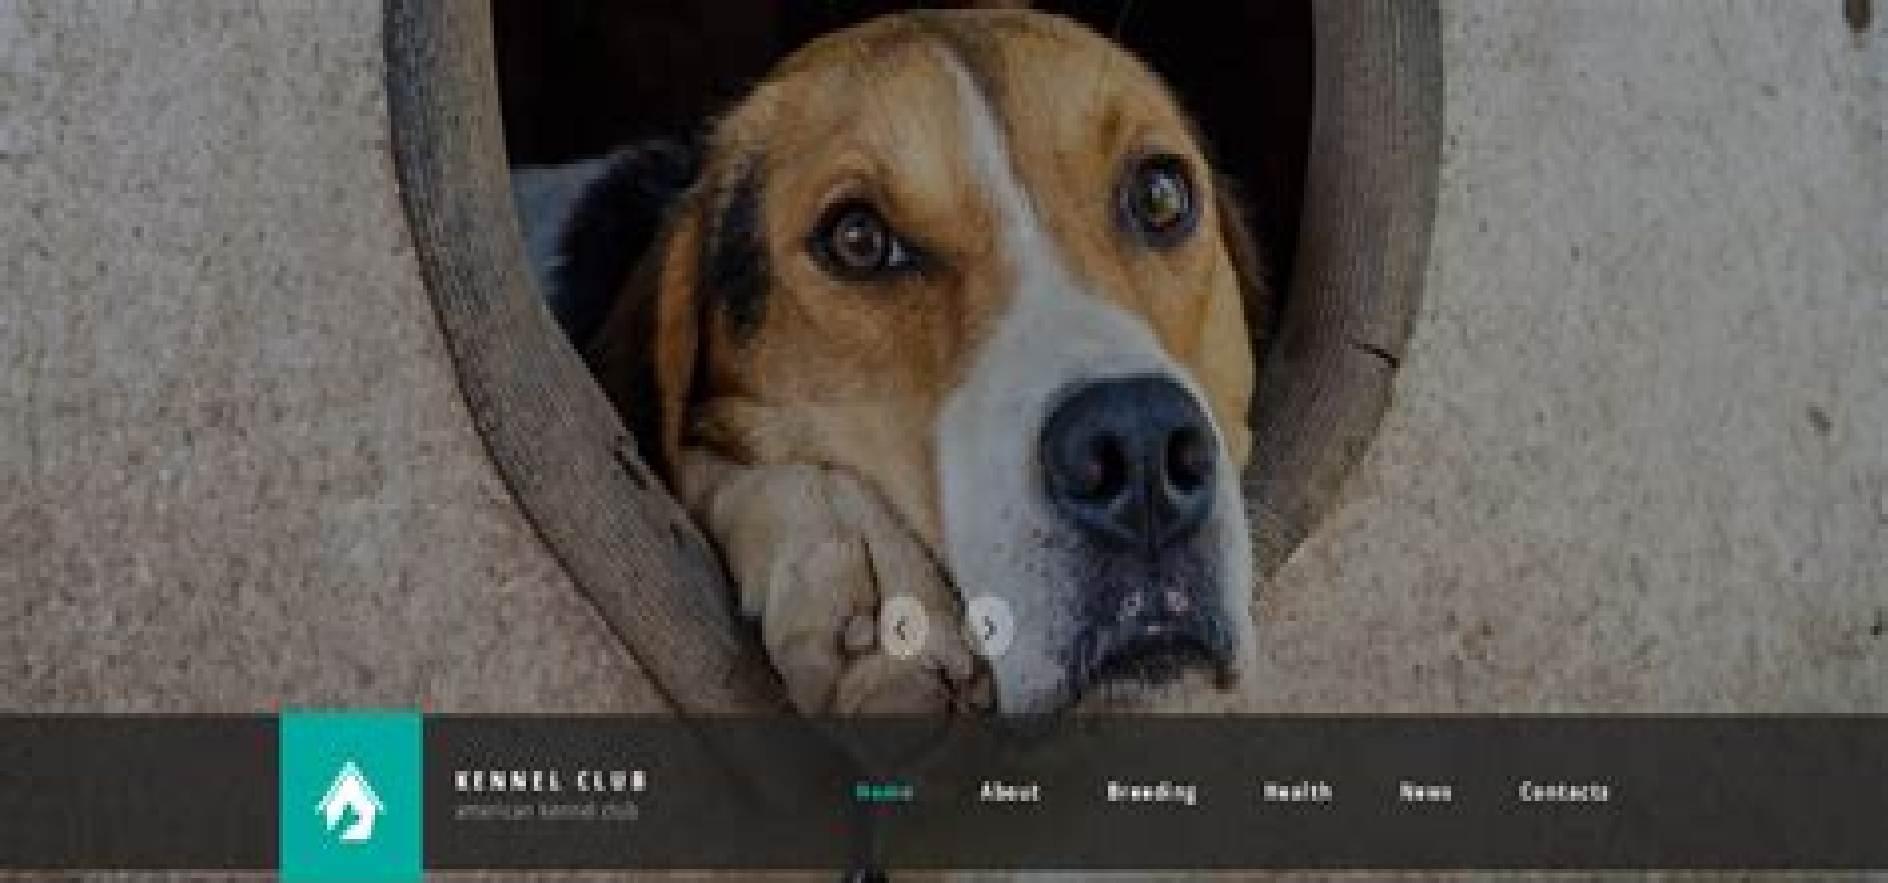 KENNEL CLUB
american kennel club
Home
About
Breeding
Health
News
Contacts